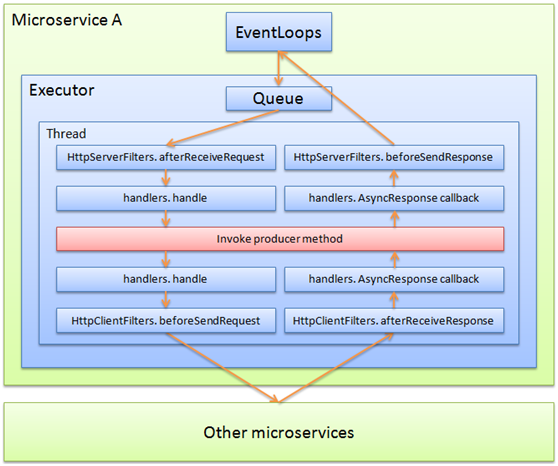 Microservice A
EventLoops
Executor
Queue
Thread
HttpServerFilters. afterReceiveRequest
HttpServerFilters. beforeSendResponse
handlers. handle
handlers. AsyncResponse callback
Invoke producer method
handlers. handle
handlers. AsyncResponse callback
HttpClientFilters. beforeSendRequest
HttpClientFilters. afterReceiveResponse
Other microservices